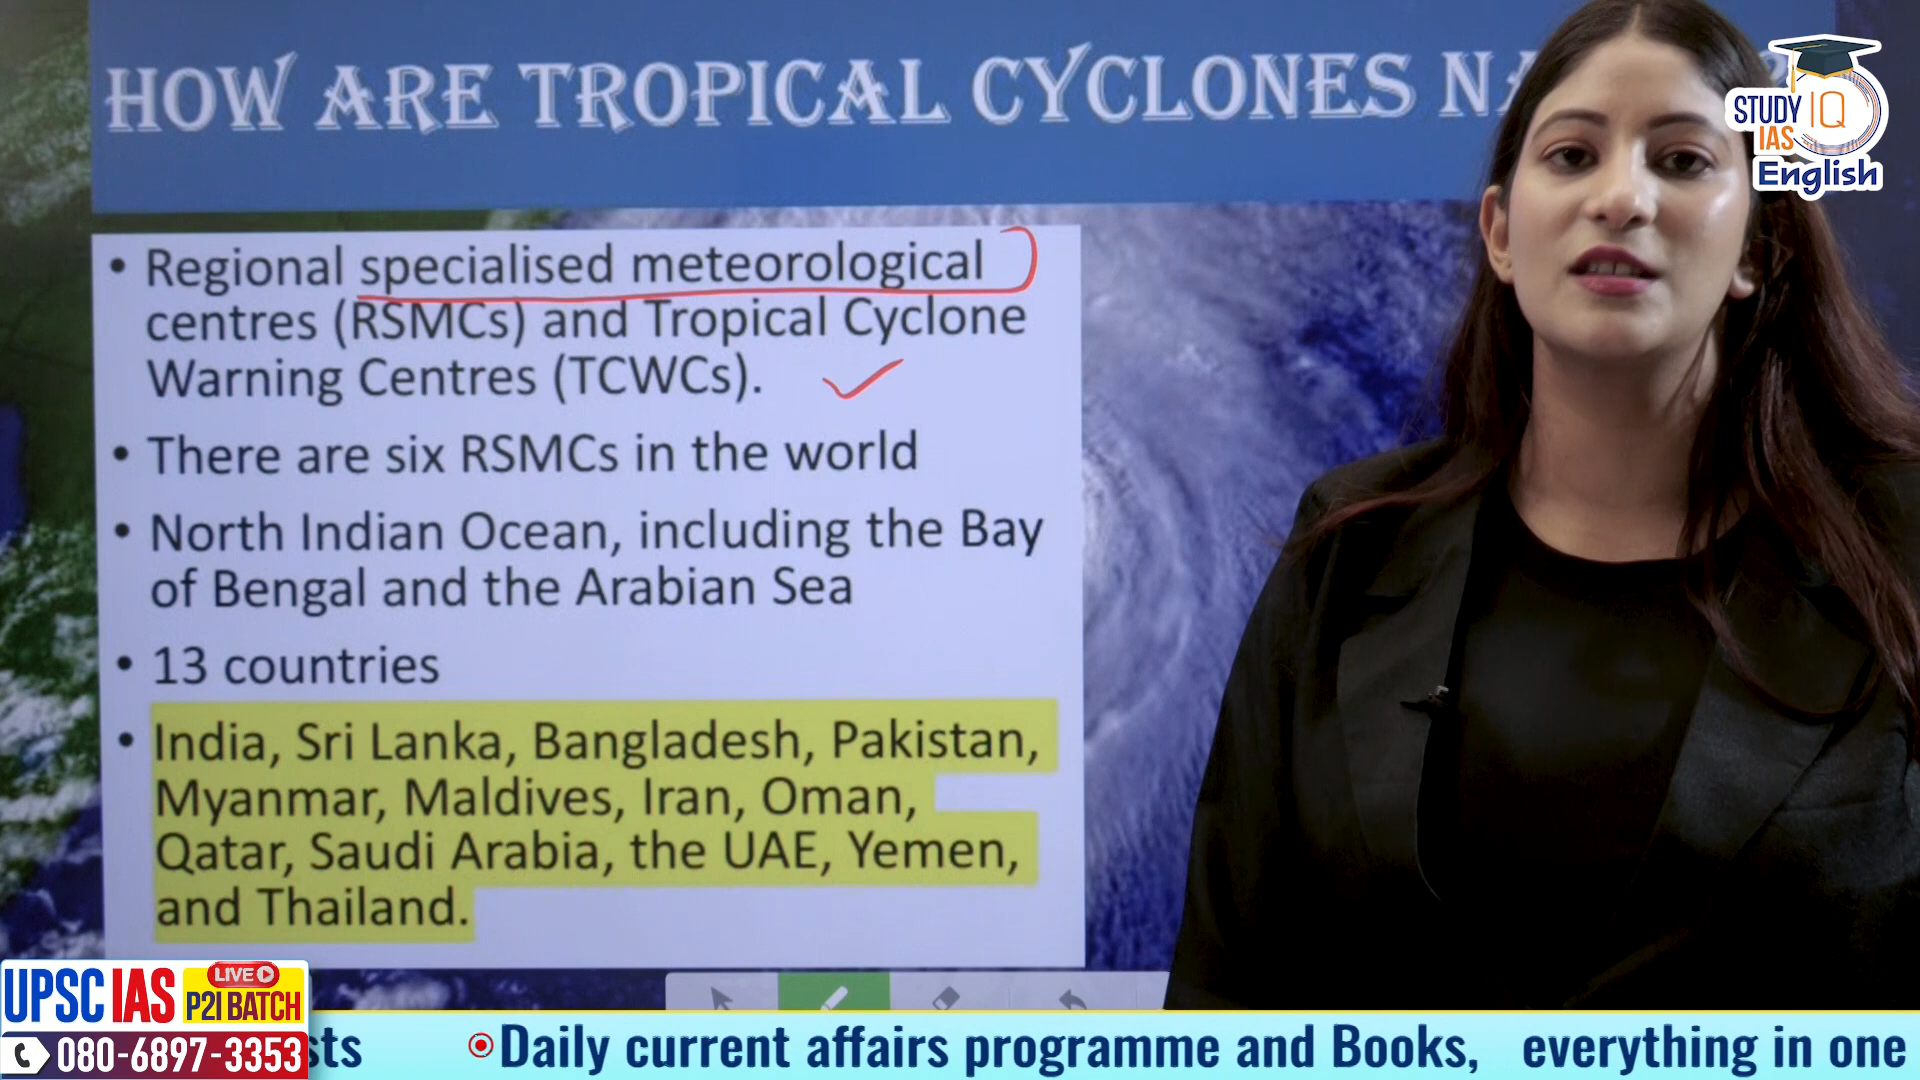 HOW ARE TROPICAL CYCLONES
STUDY IQ
IAS
English
• Regional specialised meteorological
centres (RSMCs) and Tropical Cyclone
Warning Centres (TCWCs).
• There are six RSMCs in the world
• North Indian Ocean, including the Bay
of Bengal and the Arabian Sea
• 13 countries
• India, Sri Lanka, Bangladesh, Pakistan,
Myanmar, Maldives, Iran, Oman,
Qatar, Saudi Arabia, the UAE, Yemen,
and Thailand.
UPSC IAS LIVE
P2I BATCH
080-6897-3353
Daily current affairs programme and Books, everything in one